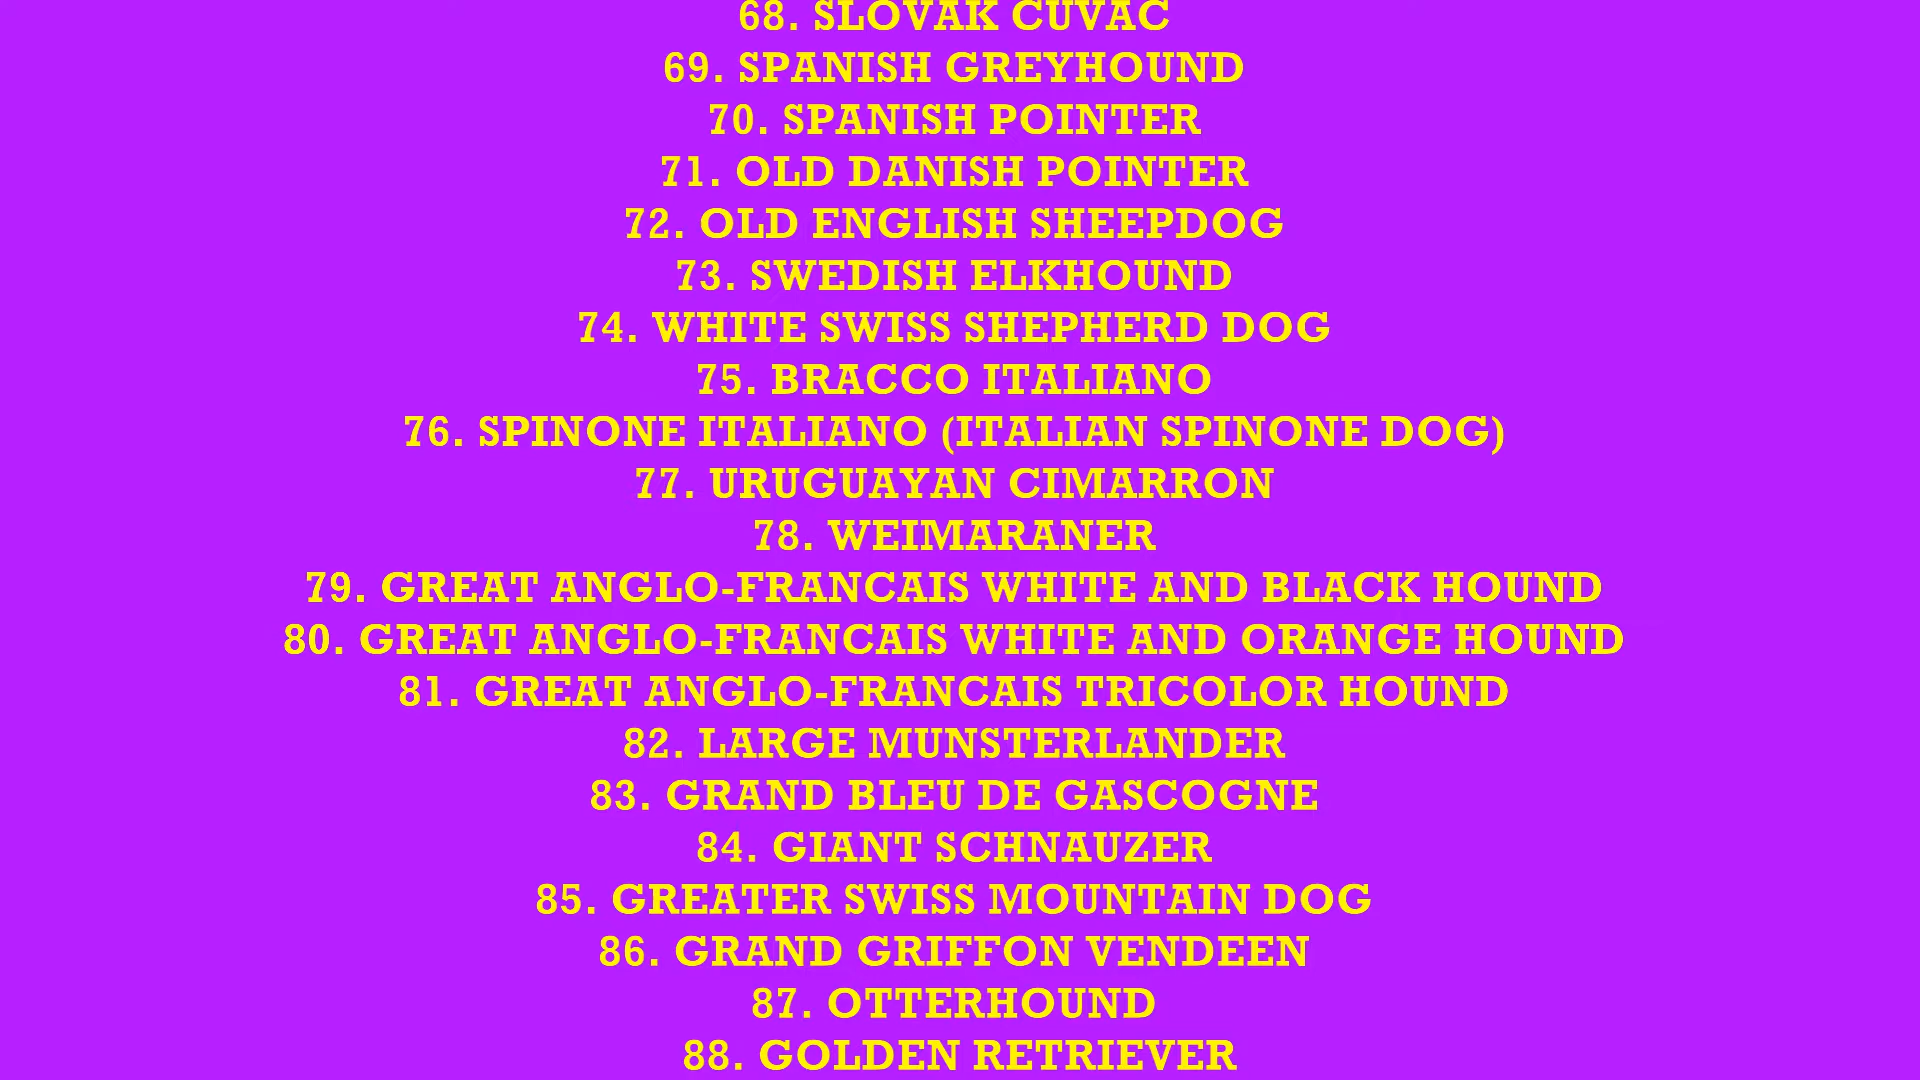 68. SLOVAK CUVAC
69. SPANISH GREYHOUND
70. SPANISH POINTER
71. OLD DANISH POINTER
72. OLD ENGLISH SHEEPDOG
73. SWEDISH ELKHOUND
74. WHITE SWISS SHEPHERD DOG
75. BRACCO ITALIANO
76. SPINONE ITALIANO (ITALIAN SPINONE DOG)
77. URUGUAYAN CIMARRON
78. WEIMARANER
79. GREAT ANGLO-FRANCAIS WHITE AND BLACK HOUND
80. GREAT ANGLO-FRANCAIS WHITE AND ORANGE HOUND
81. GREAT ANGLO-FRANCAIS TRICOLOR HOUND
82. LARGE MUNSTERLANDER
83. GRAND BLEU DE GASCOGNE
84. GIANT SCHNAUZER
85. GREATER SWISS MOUNTAIN DOG
86. GRAND GRIFFON VENDEEN
87. OTTERHOUND
88. GOLDEN RETRIEVER